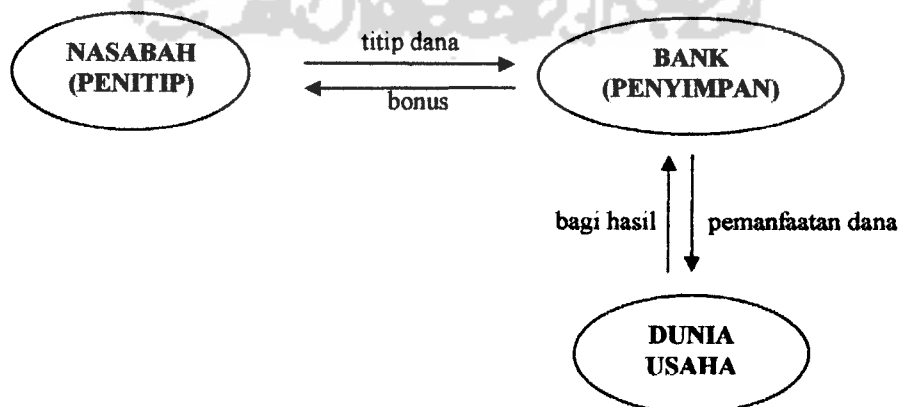 NASABAH
(PENITIP)
titip dana
bonus
BANK
(PENYIMPAN)
bagi hasil
pemanfaatan dana
DUNIA
USAHA